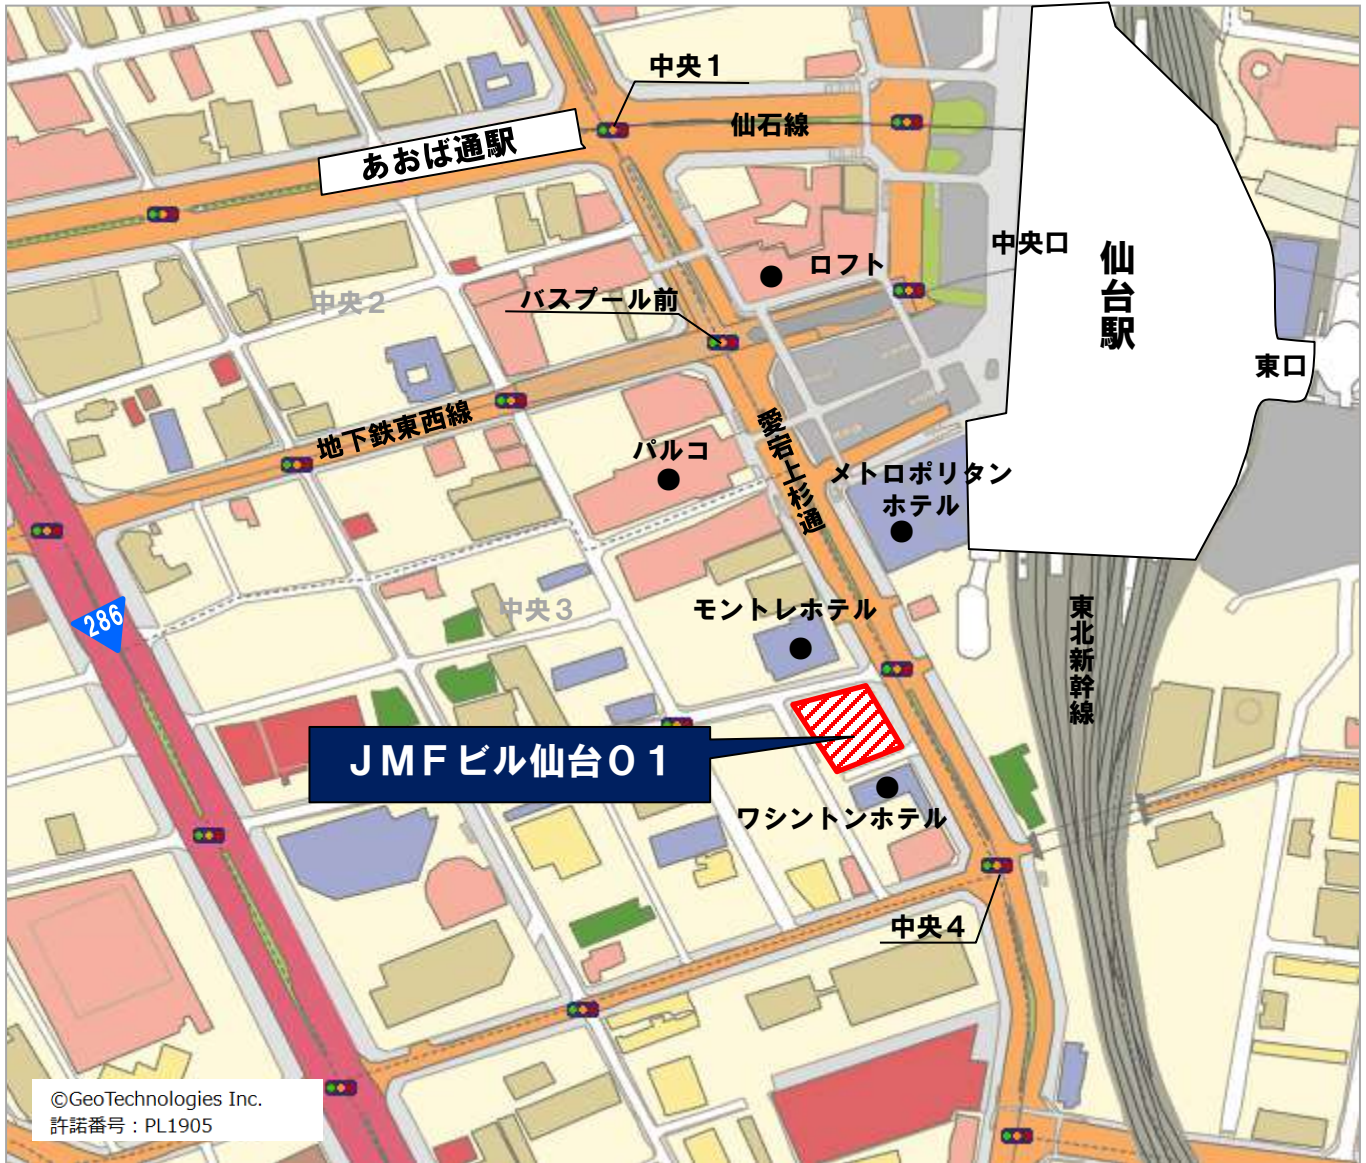 中央1
仙石線
あおば通駅
中央口
仙台駅
ロフト
中央2
バスプール前
東口
地下鉄東西線
愛宕上杉通
パルコ
メトロポリタン
ホテル
286
中央3
モントレホテル
東北新幹線
JMFビル仙台01
ワシントンホテル
中央4
©GeoTechnologies Inc.
許諾番号：PL1905